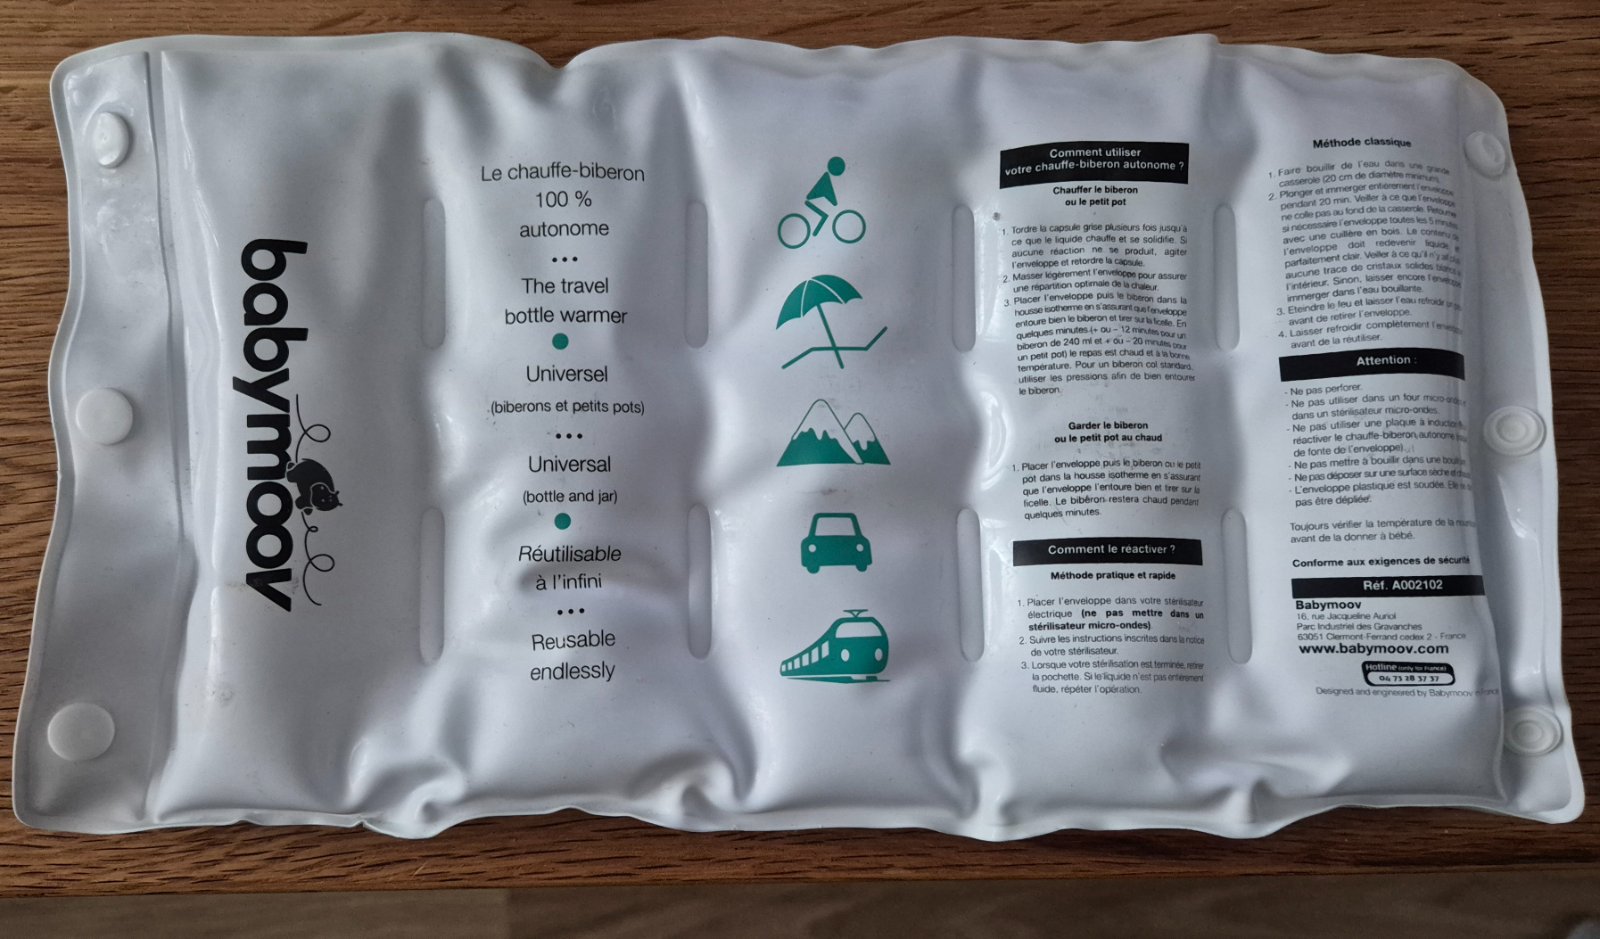 babymoov
Le chauffe-biberon
100 %
autonome
The travel
bottle warmer
Universel
(biberons et petits pots)
Universal
(bottle and jar)
Réutilisable
à l'infini
Reusable
endlessly
Comment utiliser
votre chauffe-biberon autonome ?
Chauffer le biberon
ou le petit pot
1. Tordre la capsule grise plusieurs fois jusqu'à
ce que le liquide chauffe et se solidifie. Si
aucune réaction ne se produit, agiter
l'enveloppe et retordre la capsule.
2. Masser légèrement l'enveloppe pour assurer
une répartition optimale de la chaleur.
3. Placer l'enveloppe puis le biberon dans la
housse isotherme en s'assurant que l'enveloppe
entoure bien le biberon et tirer sur la ficelle. En
quelques minutes (+ ou – 12 minutes pour un
biberon de 240 ml et + ou – 20 minutes pour
un petit pot) le repas est chaud et à la bonne
température. Pour un biberon col standard,
utiliser les pressions afin de bien entourer
le biberon.
Garder le biberon
ou le petit pot au chaud
1. Placer l'enveloppe puis le biberon ou le petit
pot dans la housse isotherme en s'assurant
que l'enveloppe l'entoure bien et tirer sur la
ficelle. Le biberon restera chaud pendant
quelques minutes.
Comment le réactiver ?
Méthode pratique et rapide
1. Placer l'enveloppe dans votre stérilisateur
électrique (ne pas mettre dans un
stérilisateur micro-ondes).
2. Suivre les instructions inscrites dans la notice
de votre stérilisateur.
3. Lorsque votre stérilisation est terminée, retirer
la pochette. Si le liquide n'est pas entièrement
fluide, répéter l'opération.
Méthode classique
1. Faire bouillir de l'eau dans une grande
casserole (20 cm de diamètre minimum).
2. Plonger et immerger entièrement l'enveloppe
pendant 20 min. Veiller à ce que l'enveloppe
ne colle pas au fond de la casserole. Retourner
si nécessaire l'enveloppe toutes les 5 minutes
avec une cuillère en bois. Le contenu de
l'enveloppe doit redevenir liquide et
parfaitement clair. Veiller à ce qu'il n'y ait plus
aucune trace de cristaux solides blancs à
l'intérieur. Sinon, laisser encore l'enveloppe
immerger dans l'eau bouillante.
3. Eteindre le feu et laisser l'eau refroidir
avant de retirer l'enveloppe.
4. Laisser refroidir complètement l'enveloppe
avant de la réutiliser.
Attention :
- Ne pas perforer.
- Ne pas utiliser dans un four micro-ondes
dans un stérilisateur micro-ondes.
- Ne pas utiliser une plaque à induction
réactiver le chauffe-biberon autonome
de fonte de l'enveloppe).
- Ne pas mettre à bouillir dans une
- Ne pas déposer sur une surface sèche et
- L'enveloppe plastique est soudée. Elle ne
pas être dépliée.
Toujours vérifier la température de la
avant de la donner à bébé.
Conforme aux exigences de sécurité
Réf. A002102
Babymoov
16, rue Jacqueline Auriol
Parc Industriel des Gravanches
63051 Clermont-Ferrand cedex 2 - France
www.babymoov.com
Hotline (only for France)
04 73 28 37 37
Designed and engineered by Babymoov in France